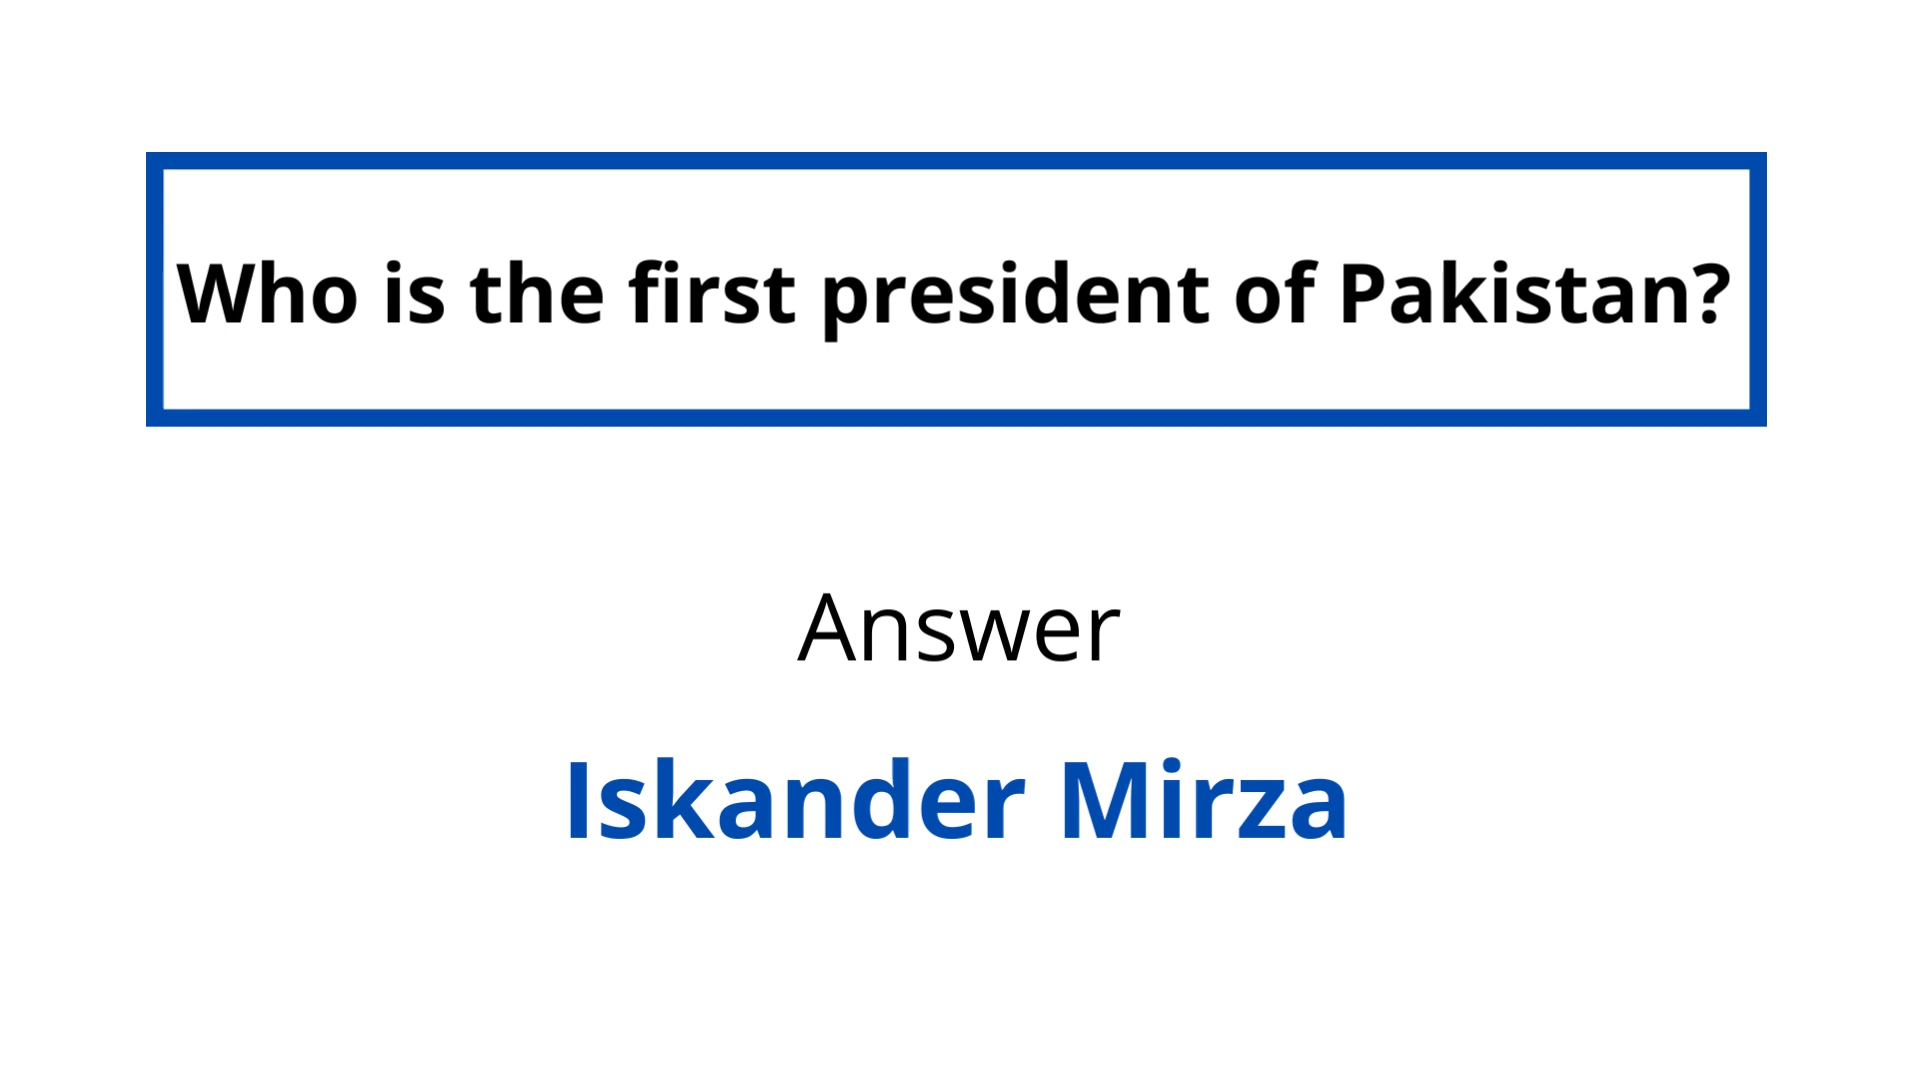 Who is the first president of Pakistan?
Answer
Iskander Mirza